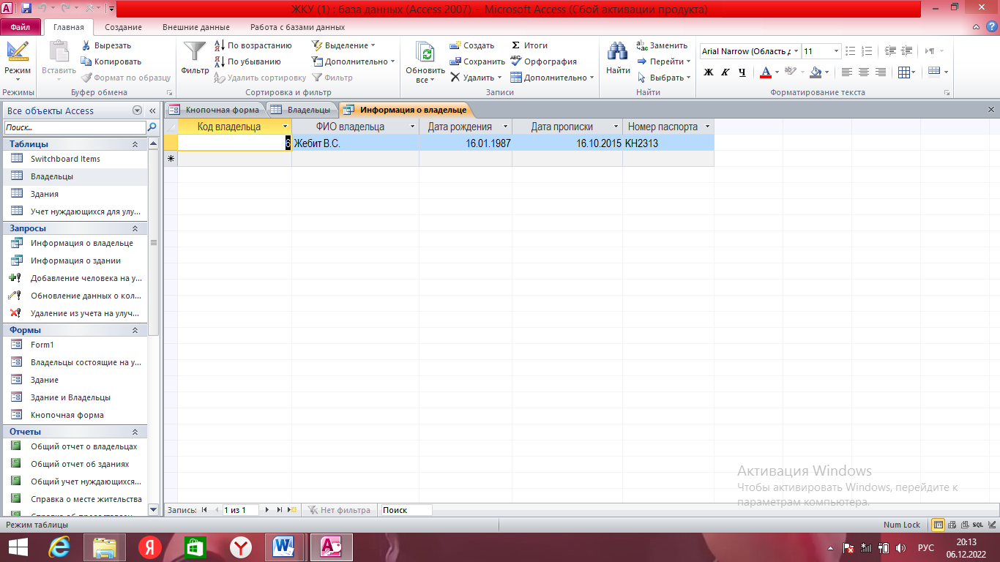 ЖКУ (1) : база данных (Access 2007) - Microsoft Access (Сбой активации продукта)
Файл Главная Создание Внешние данные Работа с базами данных
Режим
Режимы
Вставить
Вырезать
Копировать
Формат по образцу
Буфер обмена
Фильтр
По возрастанию
По убыванию
Удалить сортировку
Выделение
Дополнительно
Фильтр
Сортировка и фильтр
Обновить все
Создать
Сохранить
Удалить
Итоги
Орфография
Дополнительно
Записи
Найти
Заменить
Перейти
Выбрать
Найти
Arial Narrow (Область д 11
Ж К Ч А
Форматирование текста
Все объекты Access
Поиск...
Таблицы
Switchboard Items
Владельцы
Здания
Учет нуждающихся для улу...
Запросы
Информация о владельце
Информация о здании
Добавление человека на у...
Обновление данных о кол...
Удаление из учета на улуч...
Формы
Form1
Владельцы состоящие на у...
Здание
Здание и Владельцы
Кнопочная форма
Отчеты
Общий отчет о владельцах
Общий отчет об зданиях
Общий учет нуждающихся...
Справка о месте жительства
Кнопочная форма Владельцы Информация о владельце
Код владельца ФИО владельца Дата рождения Дата прописки Номер паспорта
6 Жебит В.С. 16.01.1987 16.10.2015 КН2313
Активация Windows
Чтобы активировать Windows, перейдите к
параметрам компьютера.
Запись: 1 из 1 Нет фильтра Поиск
Режим таблицы Num Lock SQL
РУС 20:13
06.12.2022